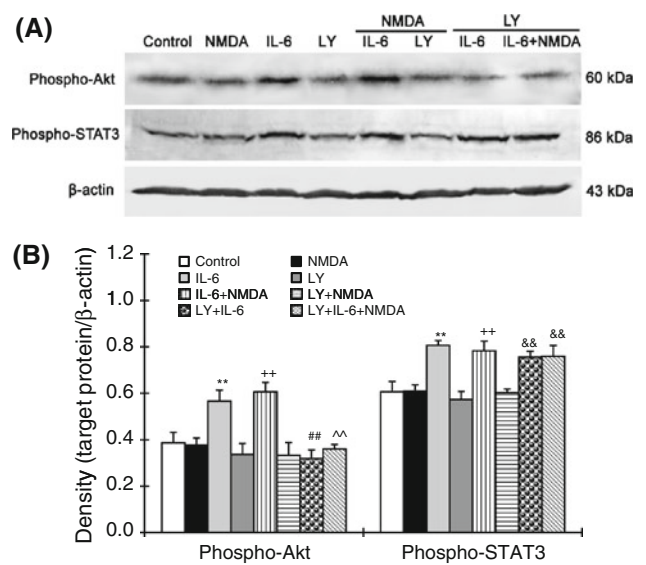 (A)
NMDA LY
Control NMDA IL-6 LY IL-6 LY IL-6 IL-6+NMDA
Phospho-Akt 60 kDa
Phospho-STAT3 86 kDa
β-actin 43 kDa
(B)
Density (target protein/β-actin)
1.2
1.0
0.8
0.6
0.4
0.2
0.0
Control NMDA
IL-6 LY
IL-6+NMDA LY+NMDA
LY+IL-6 LY+IL-6+NMDA
** ++ ## ^^
** ++ && &&
Phospho-Akt Phospho-STAT3